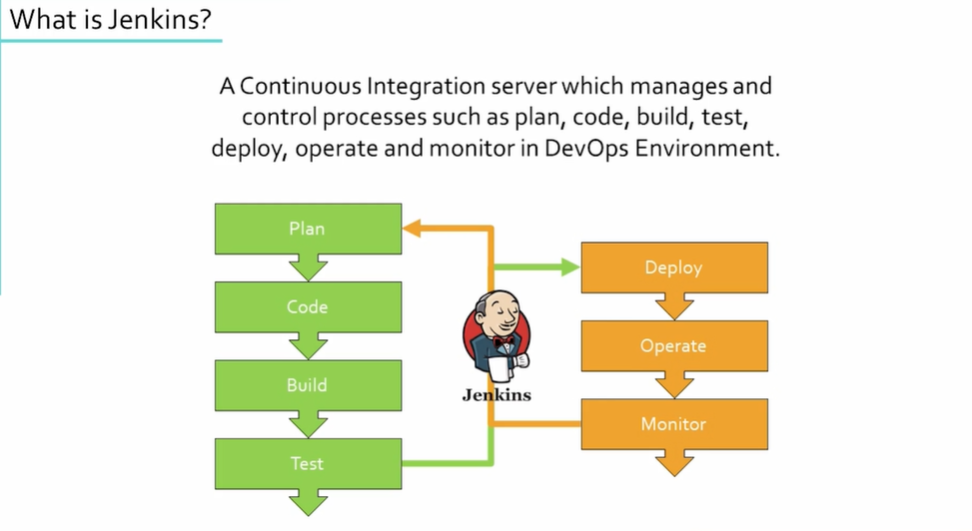 What is Jenkins?
A Continuous Integration server which manages and
control processes such as plan, code, build, test,
deploy, operate and monitor in DevOps Environment.
Plan
Code
Build
Test
Jenkins
Deploy
Operate
Monitor